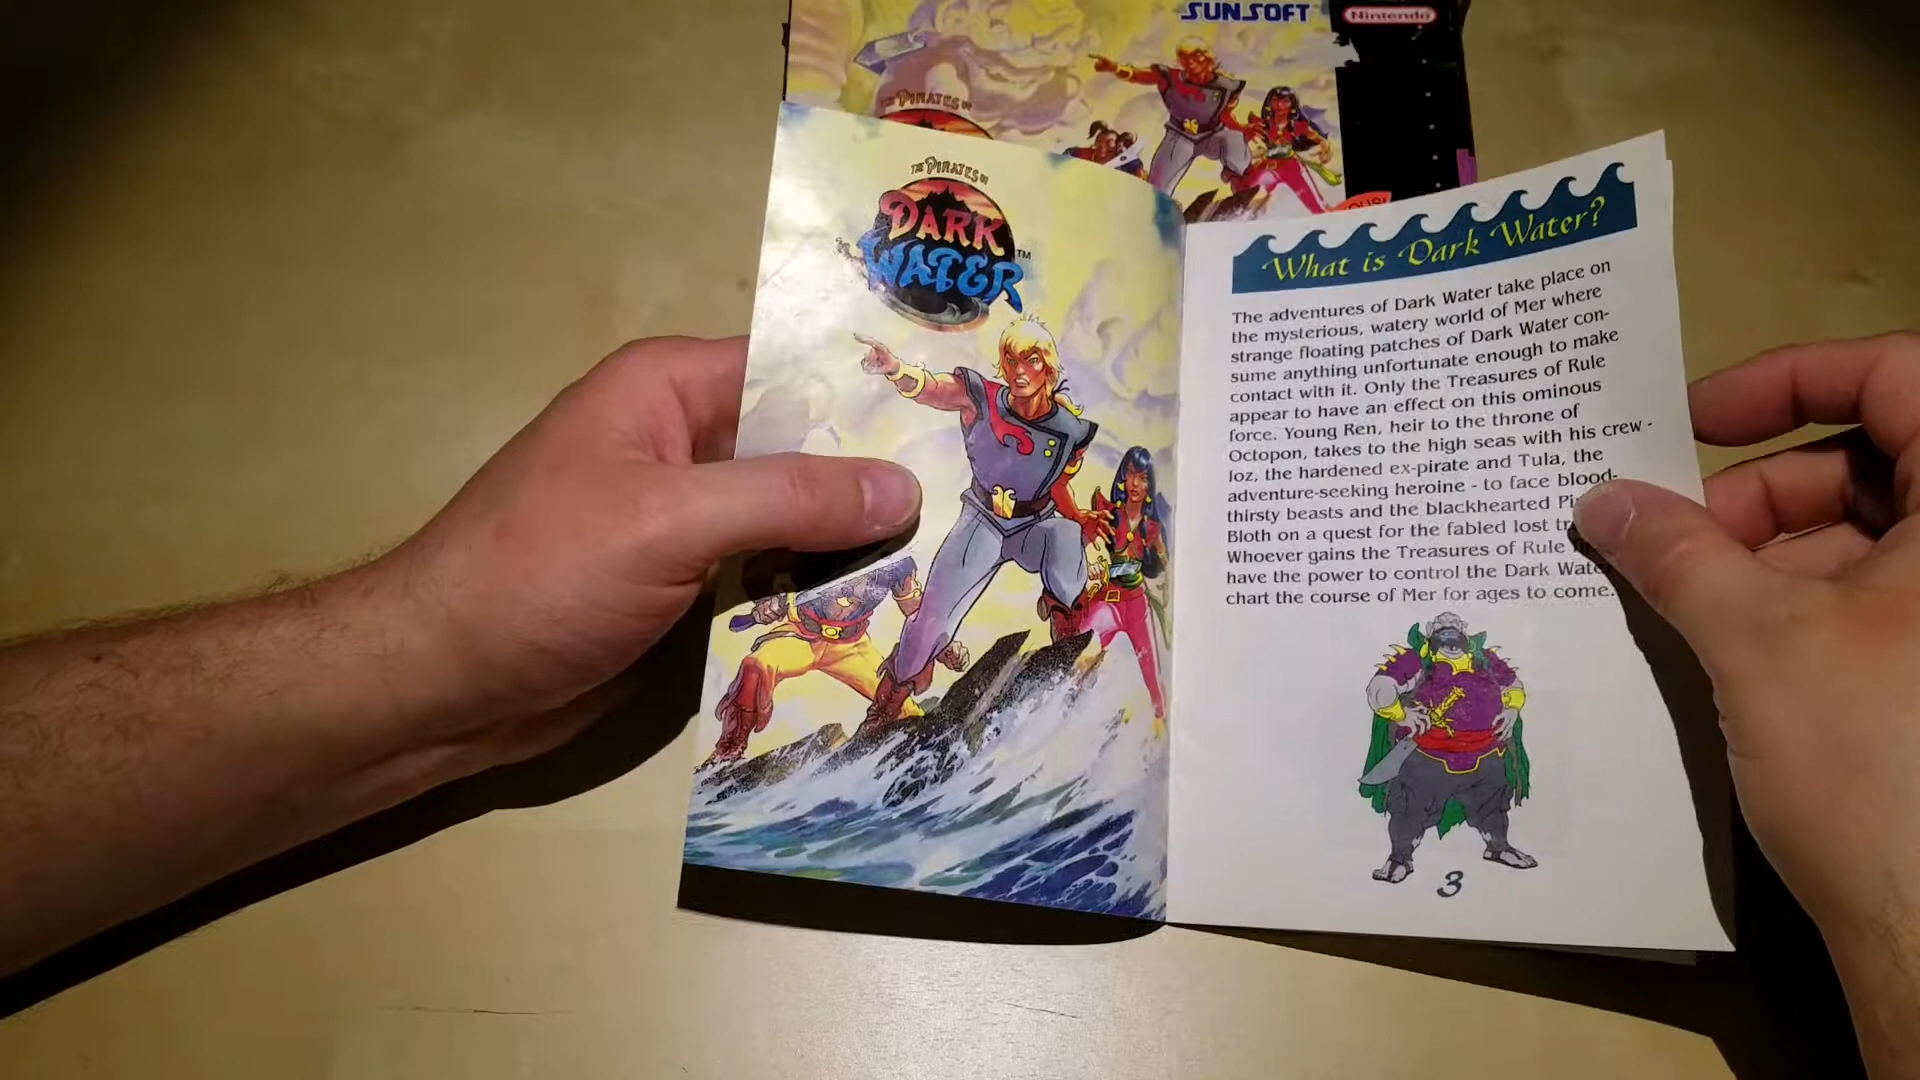 SUNSOFT
Nintendo
THE PIRATES OF
THE PIRATES OF
DARK
WATER™
What is Dark Water?
The adventures of Dark Water take place on
the mysterious, watery world of Mer where
strange floating patches of Dark Water con-
sume anything unfortunate enough to make
contact with it. Only the Treasures of Rule
appear to have an effect on this ominous
force. Young Ren, heir to the throne of
Octopon, takes to the high seas with his crew -
Ioz, the hardened ex-pirate and Tula, the
adventure-seeking heroine - to face blood-
thirsty beasts and the blackhearted
Bloth on a quest for the fabled lost
Whoever gains the Treasures of Rule
have the power to control the Dark
chart the course of Mer for ages to come.
3